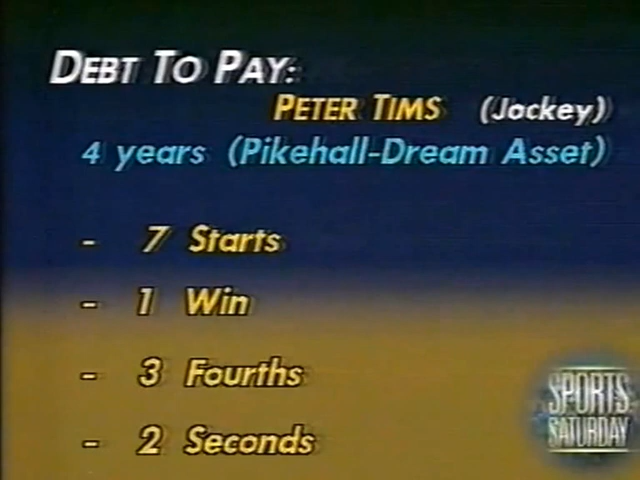 DEBT TO PAY:
PETER TIMS (Jockey)
4 years (Pikehall-Dream Asset)
- 7 Starts
- 1 Win
- 3 Fourths
- 2 Seconds
SPORTS
SATURDAY